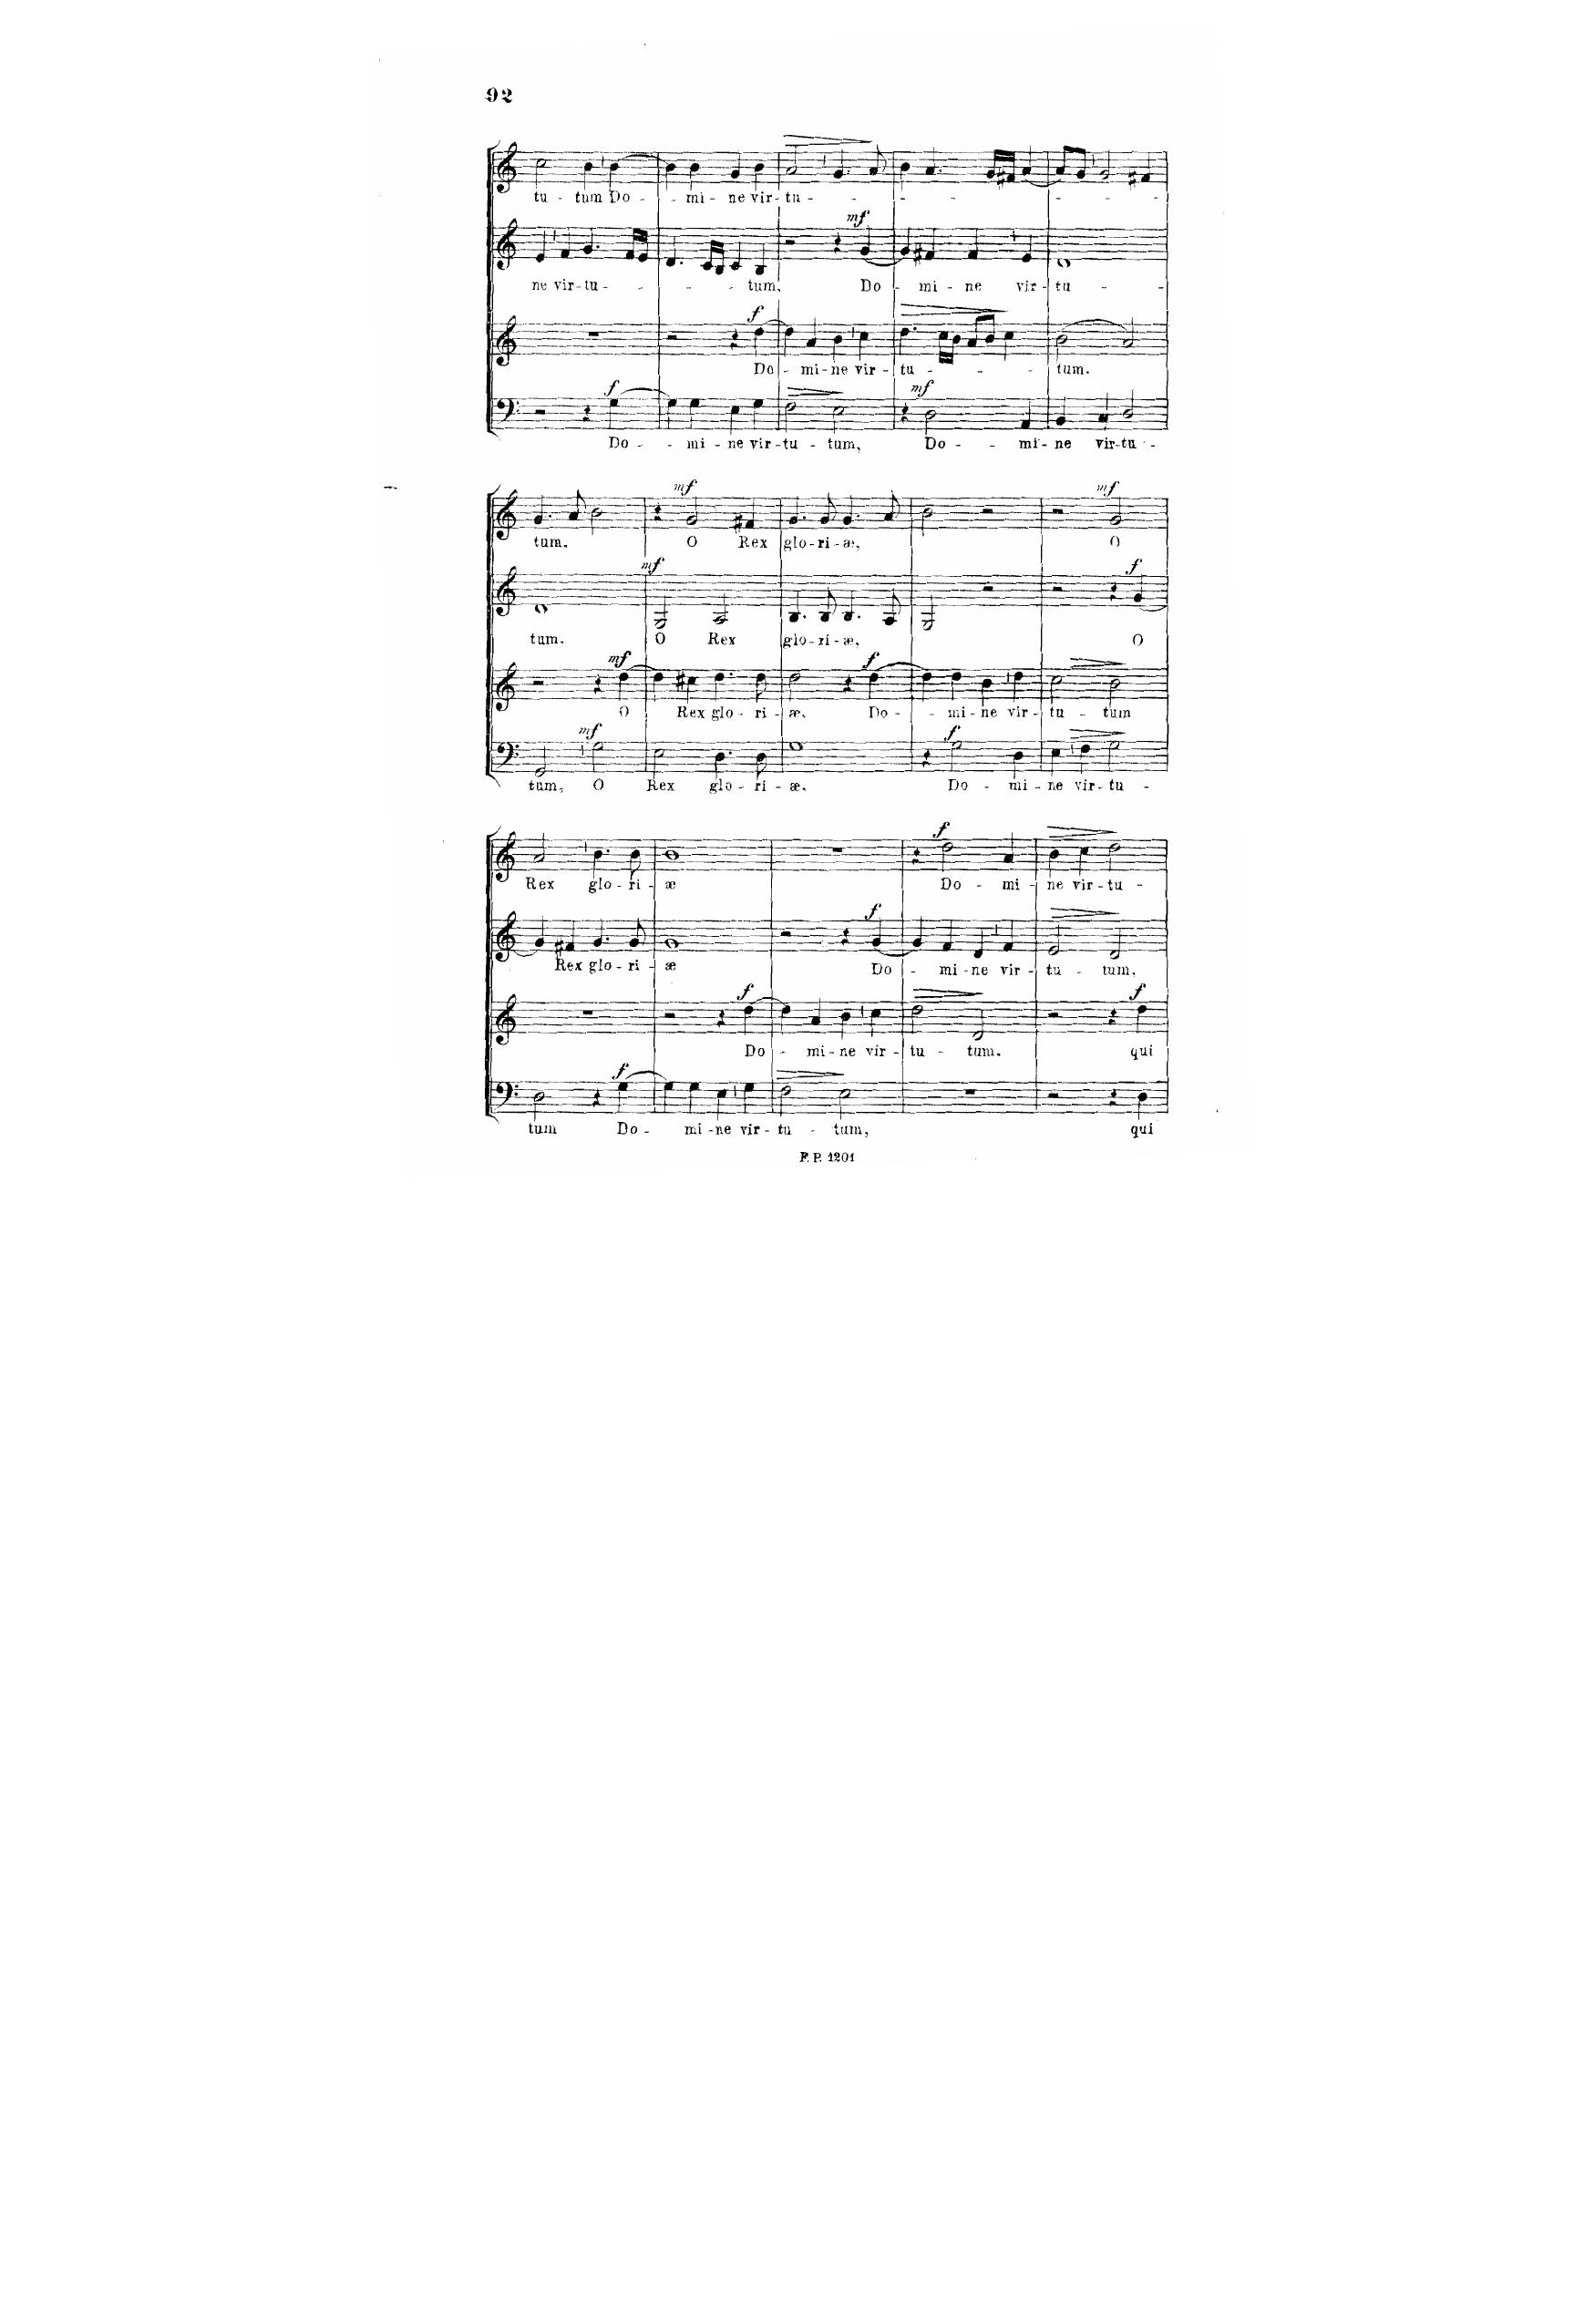 92
tu - tum Do - - mi - ne vir - tu - - - - - - -
mf
ne vir - tu - - - - tum. Do - mi - ne vir - tu - -
f
Do - mi - ne vir - tu - - - tum.
f mf
Do - - mi - ne vir - tu - tum, Do - - mi - ne vir - tu -
mf mf
tum. O Rex glo - ri - æ, O
mf f
tum. O Rex glo - ri - æ, O
mf f
O Rex glo - ri - æ. Do - - mi - ne vir - tu - tum
mf f
tum, O Rex glo - ri - æ. Do - mi - ne vir - tu -
f
Rex glo - ri - æ Do - mi - ne vir - tu -
f
Rex glo - ri - æ Do - mi - ne vir - tu - tum,
f f
Do - mi - ne vir - tu - tum. qui
f
tum Do - mi - ne vir - tu - tum, qui
F. P. 1201